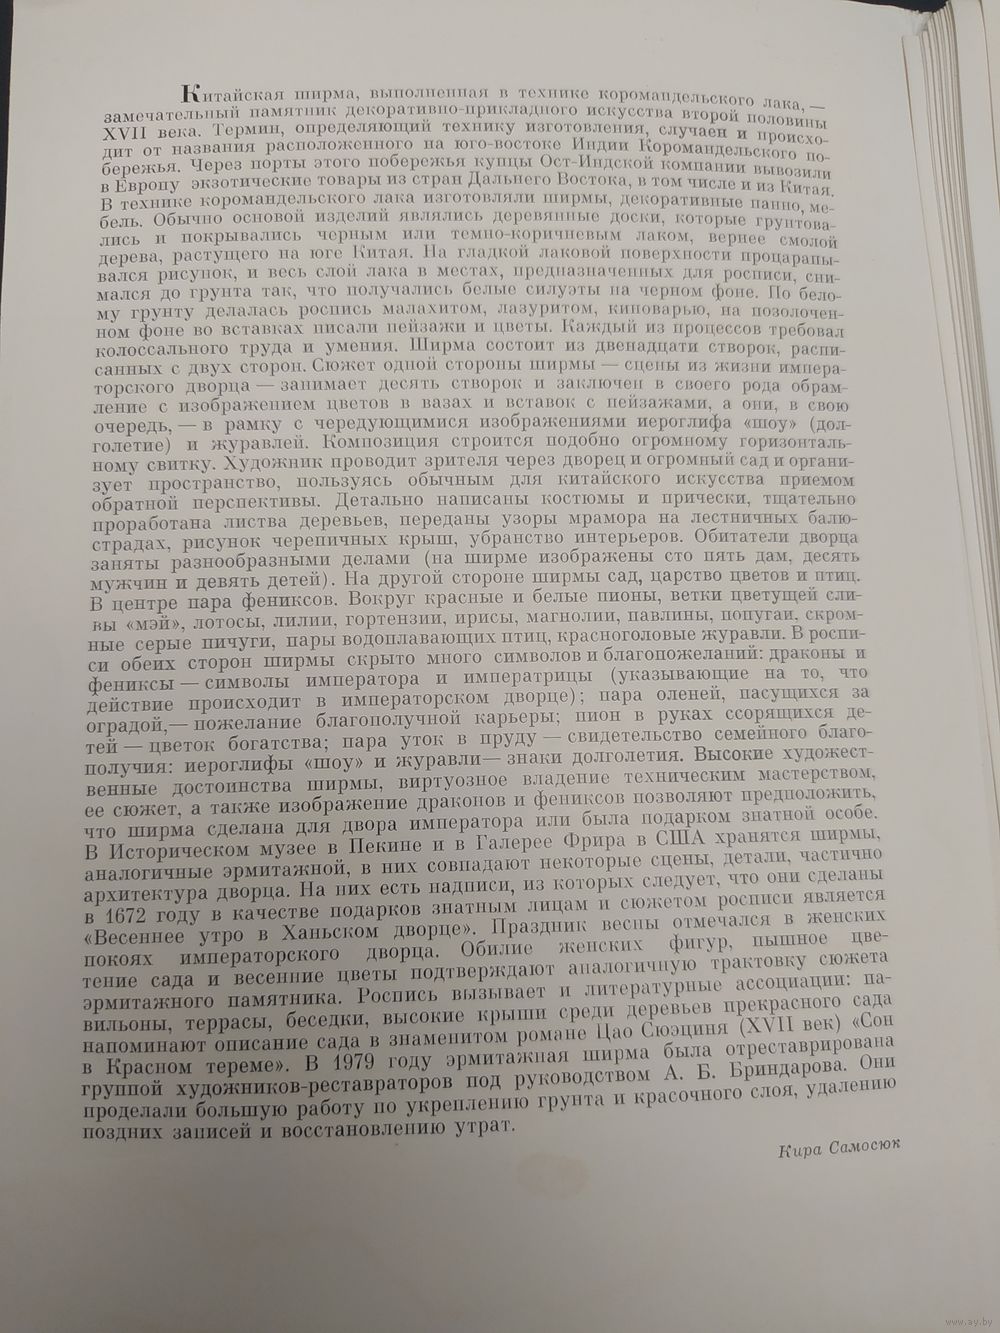 Китайская ширма, выполненная в технике коромандельского лака, —
замечательный памятник декоративно-прикладного искусства второй половины
XVII века. Термин, определяющий технику изготовления, случаен и происхо-
дит от названия расположенного на юго-востоке Индии Коромандельского по-
бережья. Через порты этого побережья купцы Ост-Индской компании вывозили
в Европу экзотические товары из стран Дальнего Востока, в том числе и из Китая.
В технике коромандельского лака изготовляли ширмы, декоративные панно, ме-
бель. Обычно основой изделий являлись деревянные доски, которые грунтова-
лись и покрывались черным или темно-коричневым лаком, вернее смолой
дерева, растущего на юге Китая. На гладкой лаковой поверхности процарапы-
вался рисунок, и весь слой лака в местах, предназначенных для росписи, сни-
мался до грунта так, что получались белые силуэты на черном фоне. По бело-
му грунту делалась роспись малахитом, лазуритом, киноварью, на позолочен-
ном фоне во вставках писали пейзажи и цветы. Каждый из процессов требовал
колоссального труда и умения. Ширма состоит из двенадцати створок, распи-
санных с двух сторон. Сюжет одной стороны ширмы — сцены из жизни импера-
торского дворца — занимает десять створок и заключен в своего рода обрам-
ление с изображением цветов в вазах и вставок с пейзажами, а они, в свою
очередь, — в рамку с чередующимися изображениями иероглифа «шоу» (дол-
голетие) и журавлей. Композиция строится подобно огромному горизонталь-
ному свитку. Художник проводит зрителя через дворец и огромный сад и органи-
зует пространство, пользуясь обычным для китайского искусства приемом
обратной перспективы. Детально написаны костюмы и прически, тщательно
проработана листва деревьев, переданы узоры мрамора на лестничных балю-
страдах, рисунок черепичных крыш, убранство интерьеров. Обитатели дворца
заняты разнообразными делами (на ширме изображены сто пять дам, десять
мужчин и девять детей). На другой стороне ширмы сад, царство цветов и птиц.
В центре пара фениксов. Вокруг красные и белые пионы, ветки цветущей сли-
вы «мэй», лотосы, лилии, гортензии, ирисы, магнолии, павлины, попугаи, скром-
ные серые пичуги, пары водоплавающих птиц, красноголовые журавли. В роспи-
си обеих сторон ширмы скрыто много символов и благопожеланий: драконы и
фениксы — символы императора и императрицы (указывающие на то, что
действие происходит в императорском дворце); пара оленей, пасущихся за
оградой,— пожелание благополучной карьеры; пион в руках ссорящихся де-
тей — цветок богатства; пара уток в пруду — свидетельство семейного благо-
получия: иероглифы «шоу» и журавли— знаки долголетия. Высокие художест-
венные достоинства ширмы, виртуозное владение техническим мастерством,
ее сюжет, а также изображение драконов и фениксов позволяют предположить,
что ширма сделана для двора императора или была подарком знатной особе.
В Историческом музее в Пекине и в Галерее Фрира в США хранятся ширмы,
аналогичные эрмитажной, в них совпадают некоторые сцены, детали, частично
архитектура дворца. На них есть надписи, из которых следует, что они сделаны
в 1672 году в качестве подарков знатным лицам и сюжетом росписи является
«Весеннее утро в Ханьском дворце». Праздник весны отмечался в женских
покоях императорского дворца. Обилие женских фигур, пышное цве-
тение сада и весенние цветы подтверждают аналогичную трактовку сюжета
эрмитажного памятника. Роспись вызывает и литературные ассоциации: па-
вильоны, террасы, беседки, высокие крыши среди деревьев прекрасного сада
напоминают описание сада в знаменитом романе Цао Сюэциня (XVII век) «Сон
в Красном тереме». В 1979 году эрмитажная ширма была отреставрирована
группой художников-реставраторов под руководством А. Б. Бриндарова. Они
проделали большую работу по укреплению грунта и красочного слоя, удалению
поздних записей и восстановлению утрат.
Кира Самосюк
www.ay.by